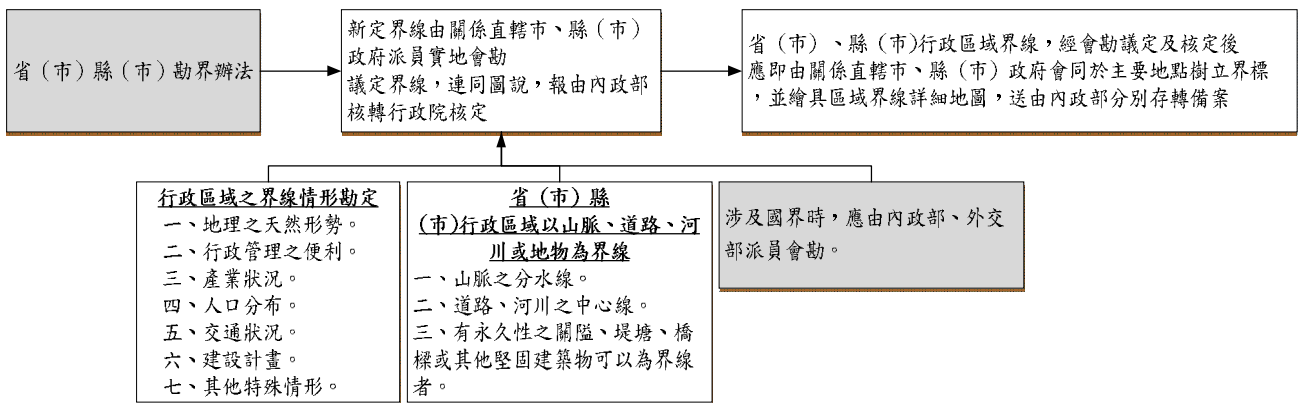 省（市）縣（市）勘界辦法
新定界線由關係直轄市、縣（市）
政府派員實地會勘
議定界線，連同圖說，報由內政部
核轉行政院核定
省（市）、縣（市)行政區域界線，經會勘議定及核定後
應即由關係直轄市、縣（市）政府會同於主要地點樹立界標
，並繪具區域界線詳細地圖，送由內政部分別存轉備案
行政區域之界線情形勘定
一、地理之天然形勢。
二、行政管理之便利。
三、產業狀況。
四、人口分布。
五、交通狀況。
六、建設計畫。
七、其他特殊情形。
省（市）縣
(市)行政區域以山脈、道路、河
川或地物為界線
一、山脈之分水線。
二、道路、河川之中心線。
三、有永久性之關隘、堤塘、橋
樑或其他堅固建築物可以為界線
者。
涉及國界時，應由內政部、外交
部派員會勘。